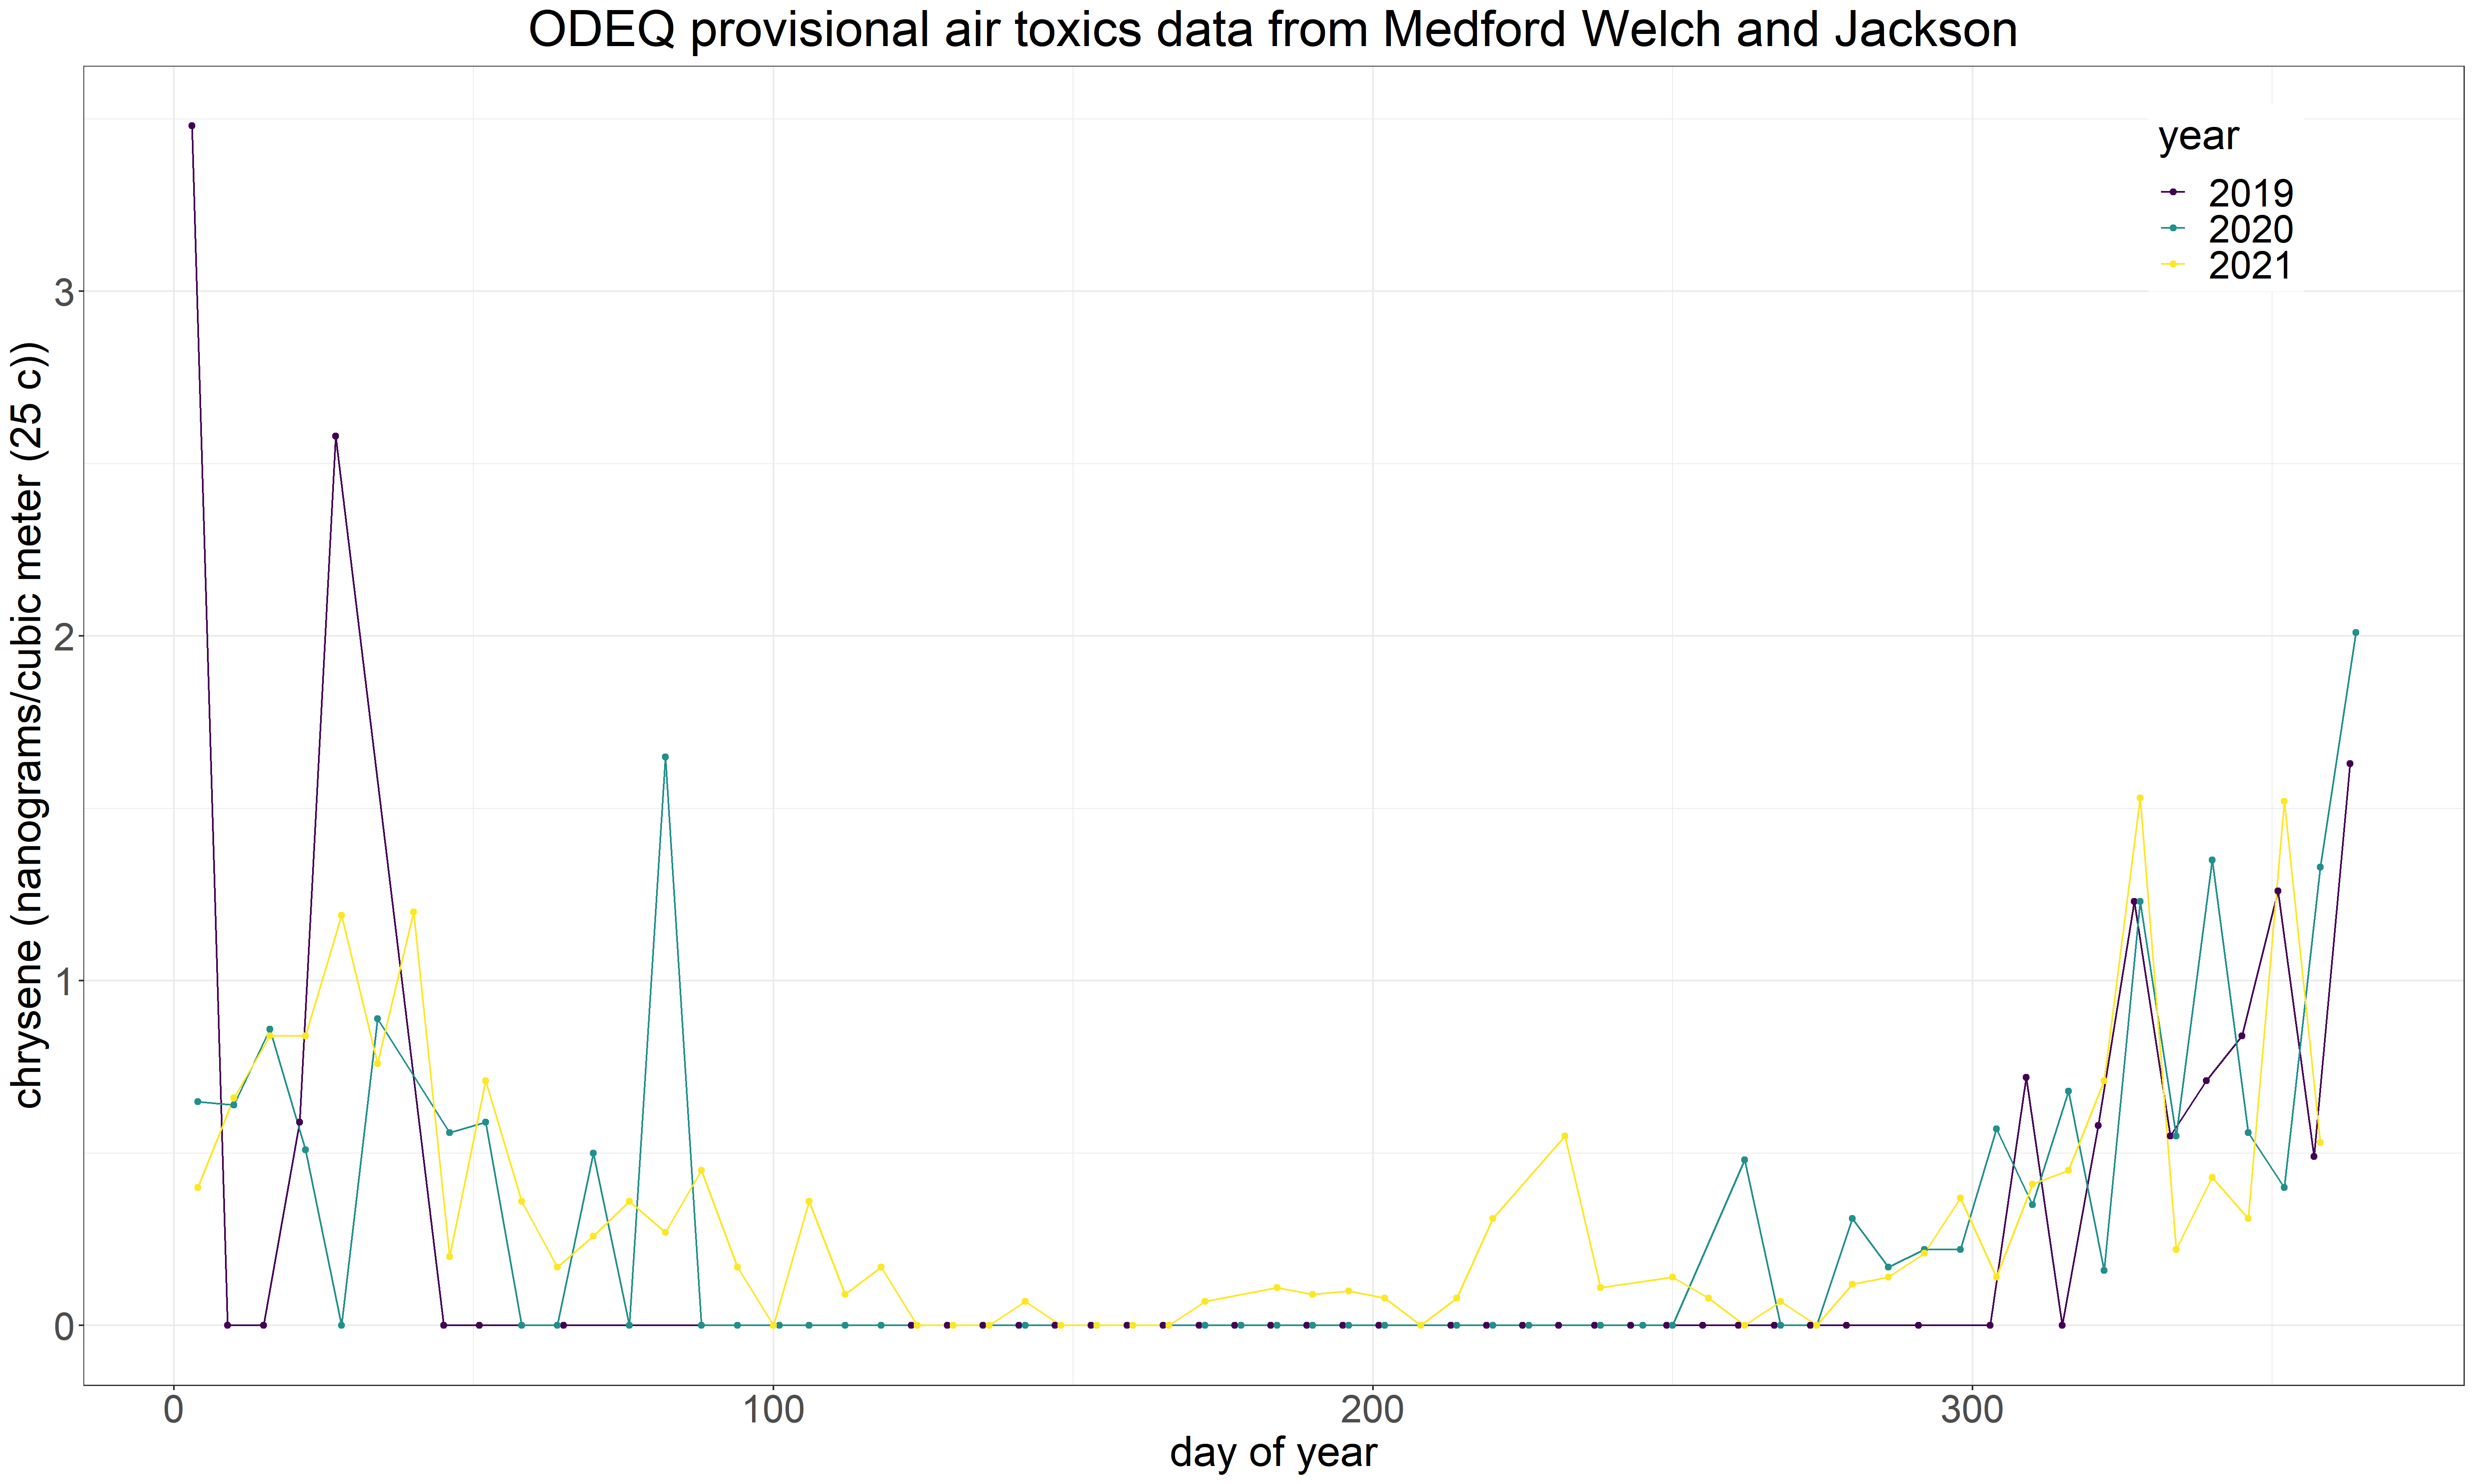 ODEQ provisional air toxics data from Medford Welch and Jackson
chrysene (nanograms/cubic meter (25 c))
3
2
1
0
year
2019
2020
2021
0
100
200
300
day of year